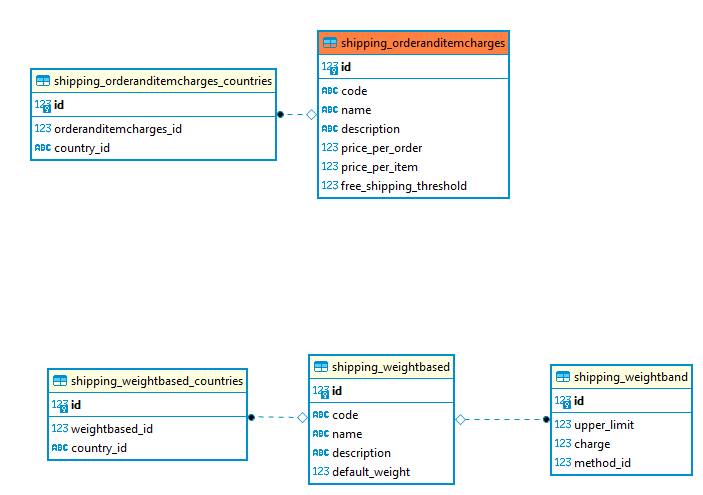 shipping_orderanditemcharges
123 id
ABC code
ABC name
ABC description
123 price_per_order
123 price_per_item
123 free_shipping_threshold
shipping_orderanditemcharges_countries
123 id
123 orderanditemcharges_id
ABC country_id
shipping_weightbased_countries
123 id
123 weightbased_id
ABC country_id
shipping_weightbased
123 id
ABC code
ABC name
ABC description
123 default_weight
shipping_weightband
123 id
123 upper_limit
123 charge
123 method_id